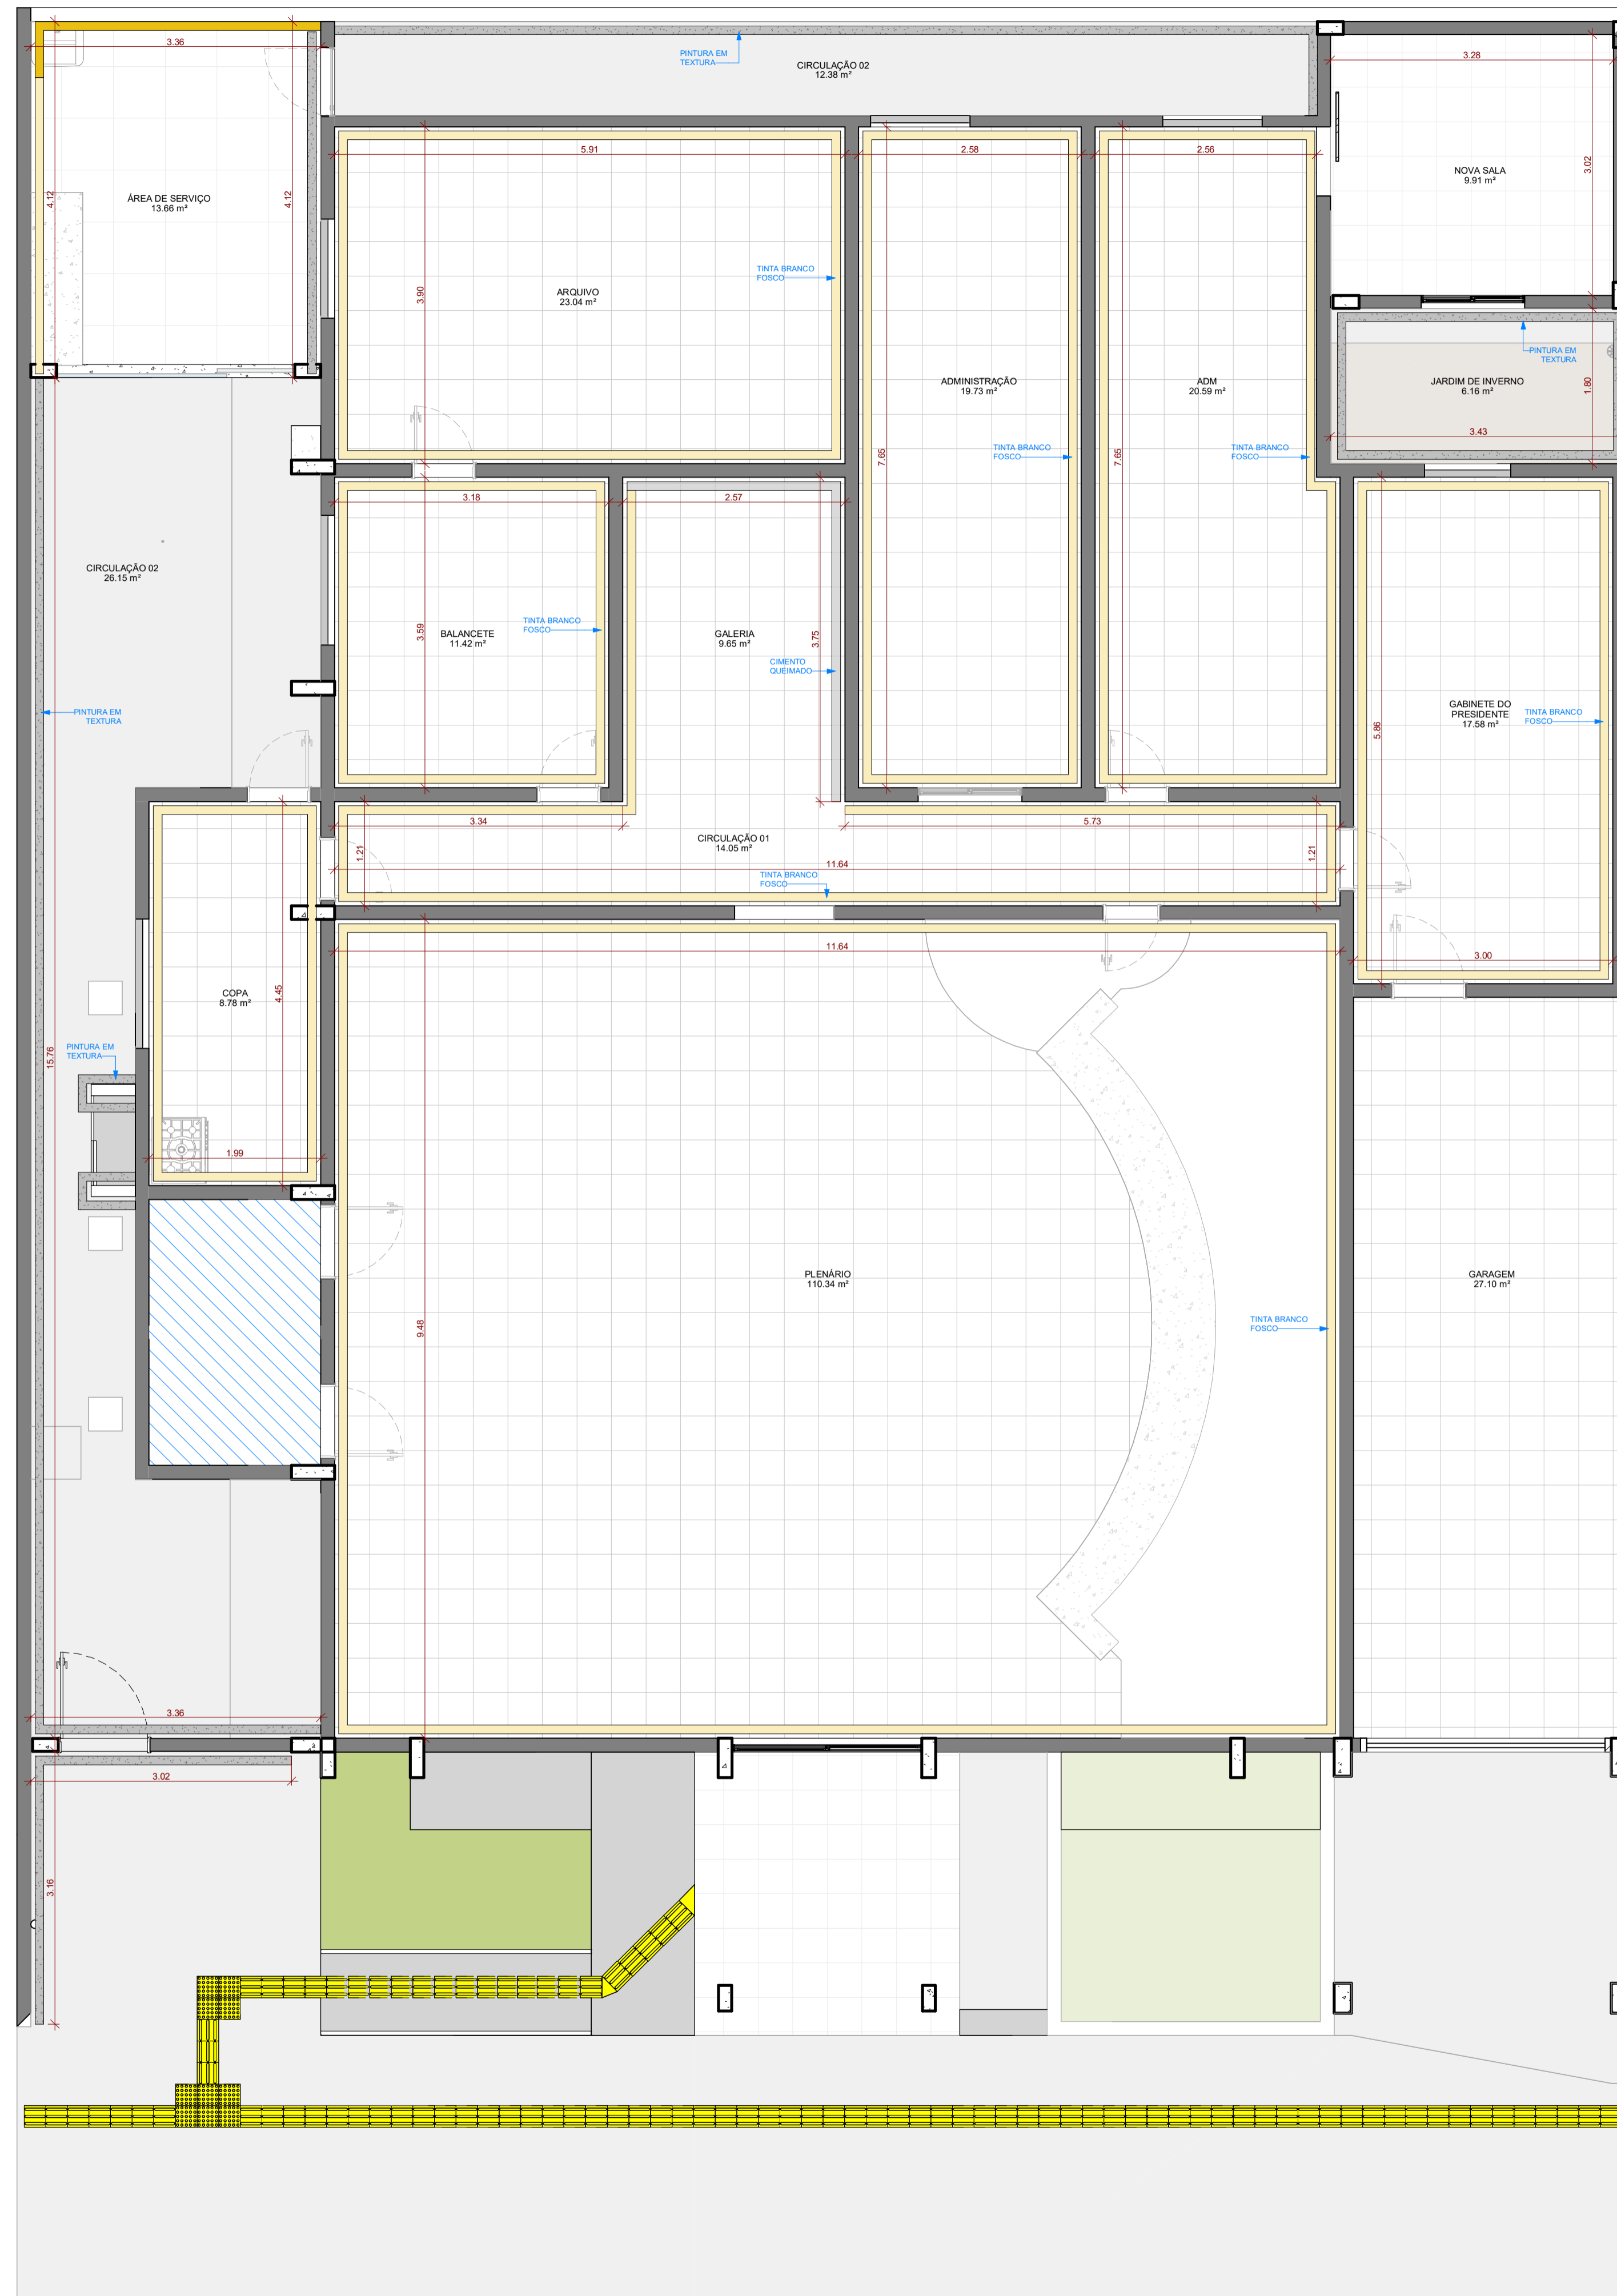 3.36
PINTURA EM
TEXTURA
CIRCULAÇÃO 02
12.38 m²
3.28
5.91
2.58
2.56
3.02
NOVA SALA
9.91 m²
4.12
ÁREA DE SERVIÇO
13.66 m²
4.12
TINTA BRANCO
FOSCO
3.90
ARQUIVO
23.04 m²
PINTURA EM
TEXTURA
ADMINISTRAÇÃO
19.73 m²
ADM
20.59 m²
JARDIM DE INVERNO
6.16 m²
1.80
3.43
7.65
TINTA BRANCO
FOSCO
7.65
TINTA BRANCO
FOSCO
3.18
2.57
CIRCULAÇÃO 02
26.15 m²
3.59
BALANCETE
11.42 m²
TINTA BRANCO
FOSCO
GALERIA
9.65 m²
3.75
CIMENTO
QUEIMADO
PINTURA EM
TEXTURA
GABINETE DO
PRESIDENTE
17.58 m²
TINTA BRANCO
FOSCO
5.86
3.34
5.73
CIRCULAÇÃO 01
14.05 m²
1.21
1.21
11.64
TINTA BRANCO
FOSCO
11.64
3.00
COPA
8.78 m²
4.45
PINTURA EM
TEXTURA
15.76
1.99
PLENÁRIO
110.34 m²
GARAGEM
27.10 m²
9.48
TINTA BRANCO
FOSCO
3.36
3.02
3.16